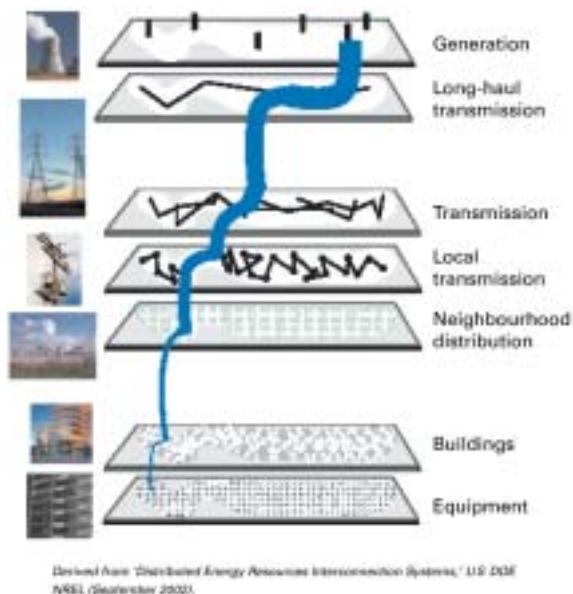 Generation
Long-haul
transmission
Transmission
Local
transmission
Neighbourhood
distribution
Buildings
Equipment
Derived from 'Distributed Energy Resources Interconnection Systems,' US DOE
NREL (September 2002).